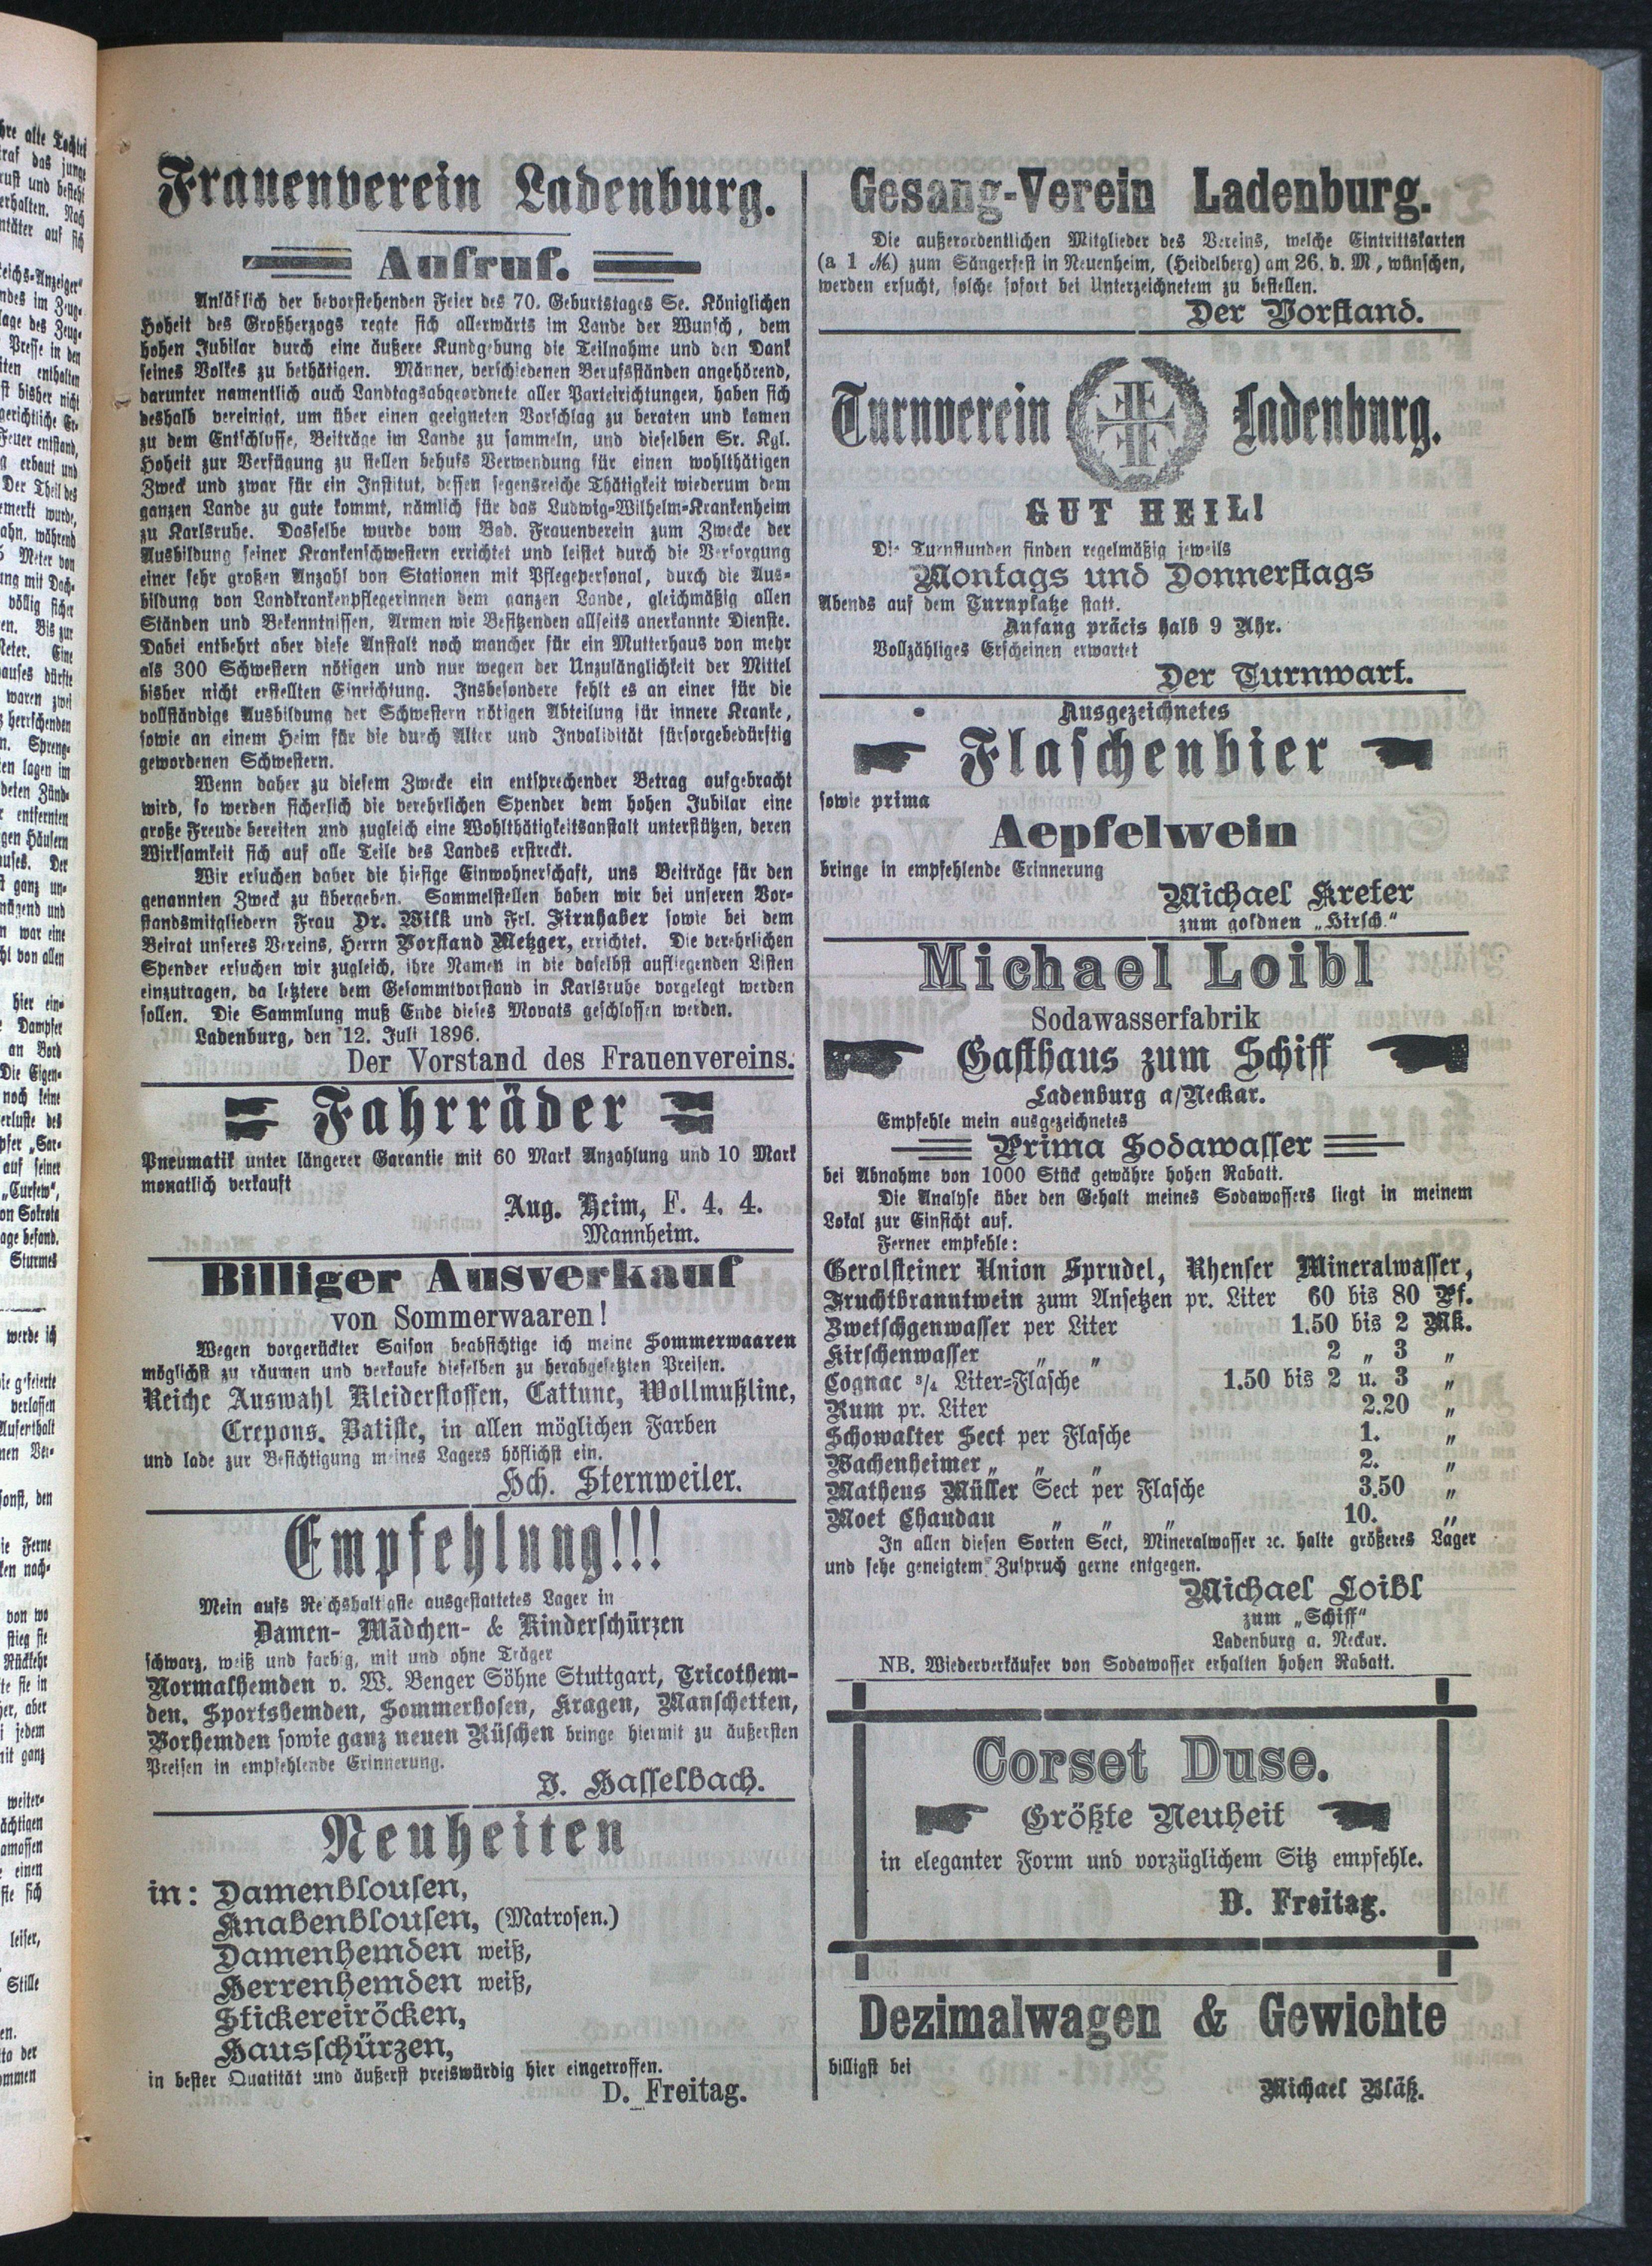 Frauenverein Ladenburg.
Aufruf.
Anläßlich der bevorstehenden Feier des 70. Geburtstages Se. Königlichen
Hoheit des Großherzogs regte sich allerwärts im Lande der Wunsch, dem
hohen Jubilar durch eine äußere Kundgebung die Teilnahme und den Dank
seines Volkes zu bethätigen. Männer, verschiedenen Berufsständen angehörend,
darunter namentlich auch Landtagsabgeordnete aller Parteirichtungen, haben sich
deshalb vereinigt, um über einen geeigneten Vorschlag zu beraten und kamen
zu dem Entschlusse, Beiträge im Lande zu sammeln, und dieselben Sr. Kgl.
Hoheit zur Verfügung zu stellen behufs Verwendung für einen wohlthätigen
Zweck und zwar für ein Institut, dessen segensreiche Thätigkeit wiederum dem
ganzen Lande zu gute kommt, nämlich für das Ludwig-Wilhelm-Krankenheim
zu Karlsruhe. Dasselbe wurde vom Bad. Frauenverein zum Zwecke der
Ausbildung seiner Krankenschwestern errichtet und leistet durch die Versorgung
einer sehr großen Anzahl von Stationen mit Pflegepersonal, durch die Aus-
bildung von Landkrankenpflegerinnen dem ganzen Lande, gleichmäßig allen
Ständen und Bekenntnissen, Armen wie Besitzenden allseits anerkannte Dienste.
Dabei entbehrt aber diese Anstalt noch mancher für ein Mutterhaus von mehr
als 300 Schwestern nötigen und nur wegen der Unzulänglichkeit der Mittel
bisher nicht erstellten Einrichtung. Insbesondere fehlt es an einer für die
vollständige Ausbildung der Schwestern nötigen Abteilung für innere Kranke,
sowie an einem Heim für die durch Alter und Invalidität fürsorgebedürftig
gewordenen Schwestern.
Wenn daher zu diesem Zwecke ein entsprechender Betrag aufgebracht
wird, so werden sicherlich die verehrlichen Spender dem hohen Jubilar eine
große Freude bereiten und zugleich eine Wohlthätigkeitsanstalt unterstützen, deren
Wirksamkeit sich auf alle Teile des Landes erstreckt.
Wir ersuchen daher die hiesige Einwohnerschaft, uns Beiträge für den
genannten Zweck zu übergeben. Sammelstellen haben wir bei unseren Vor-
standsmitgliedern Frau Dr. Wilk und Frl. Firnhaber sowie bei dem
Beirat unseres Vereins, Herrn Vorstand Metzger, errichtet. Die verehrlichen
Spender ersuchen wir zugleich, ihre Namen in die daselbst aufliegenden Listen
einzutragen, da letztere dem Gesammtvorstand in Karlsruhe vorgelegt werden
sollen. Die Sammlung muß Ende dieses Monats geschlossen werden.
Ladenburg, den 12. Juli 1896.
Der Vorstand des Frauenvereins.
Fahrräder
Pneumatik unter längerer Garantie mit 60 Mark Anzahlung und 10 Mark
monatlich verkauft
Aug. Heim, F. 4. 4.
Mannheim.
Billiger Ausverkauf
von Sommerwaaren!
Wegen vorgerückter Saison beabsichtige ich meine Sommerwaaren
möglichst zu räumen und verkaufe dieselben zu herabgesetzten Preisen.
Reiche Auswahl Kleiderstoffen, Cattune, Wollmußline,
Crepons, Batiste, in allen möglichen Farben
und lade zur Besichtigung meines Lagers höflichst ein.
Hch. Sternweiler.
Empfehlung!!!
Mein aufs Reichshaltigste ausgestattetes Lager in
Damen- Mädchen- & Kinderschürzen
schwarz, weiß und farbig, mit und ohne Träger
Normalhemden v. W. Benger Söhne Stuttgart, Tricothem-
den, Sportshemden, Sommerhosen, Kragen, Manschetten,
Vorhemden sowie ganz neuen Rüschen bringe hiermit zu äußersten
Preisen in empfehlende Erinnerung.
J. Hasselbach.
Neuheiten
in: Damenblousen,
Knabenblousen, (Matrosen.)
Damenhemden weiß,
Herrenhemden weiß,
Stickereiröcken,
Hausschürzen,
in bester Quatität und äußerst preiswürdig hier eingetroffen.
D. Freitag.
Gesang-Verein Ladenburg.
Die außerordentlichen Mitglieder des Vereins, welche Eintrittskarten
(a 1 M.) zum Sängerfest in Neuenheim, (Heidelberg) am 26. d. M, wünschen,
werden ersucht, solche sofort bei Unterzeichnetem zu bestellen.
Der Vorstand.
Turnverein Ladenburg.
GUT HEIL!
Die Turnstunden finden regelmäßig jeweils
Montags und Donnerstags
Abends auf dem Turnplatze statt.
Anfang präcis halb 9 Uhr.
Vollzähliges Erscheinen erwartet
Der Turnwart.
Ausgezeichnetes
Flaschenbier
sowie prima
Aepfelwein
bringe in empfehlende Erinnerung
Michael Kreter
zum goldnen „Hirsch.“
Michael Loibl
Sodawasserfabrik
Gasthaus zum Schiff
Ladenburg a/Neckar.
Empfehle mein ausgezeichnetes
Prima Sodawasser
bei Abnahme von 1000 Stück gewähre hohen Rabatt.
Die Analyse über den Gehalt meines Sodawassers liegt in meinem
Lokal zur Einsicht auf.
Ferner empfehle:
Gerolsteiner Union Sprudel, Rhenser Mineralwasser,
Fruchtbranntwein zum Ansetzen pr. Liter 60 bis 80 Pf.
Zwetschgenwasser per Liter 1.50 bis 2 Mk.
Kirschenwasser „ „ 2 „ 3 „
Cognac ³/₄ Liter-Flasche 1.50 bis 2 u. 3 „
Rum pr. Liter 2.20 „
Schowalter Sect per Flasche 1. „
Wachenheimer „ „ „ 2. „
Matheus Müller Sect per Flasche 3.50 „
Moet Chaudau „ „ „ 10. „
In allen diesen Sorten Sect, Mineralwasser ꝛc. halte größeres Lager
und sehe geneigtem Zuspruch gerne entgegen.
Michael Loibl
zum „Schiff“
Ladenburg a. Neckar.
NB. Wiederverkäufer von Sodawasser erhalten hohen Rabatt.
Corset Duse.
Größte Neuheit
in eleganter Form und vorzüglichem Sitz empfehle.
D. Freitag.
Dezimalwagen & Gewichte
billigst bei
Michael Bläß.